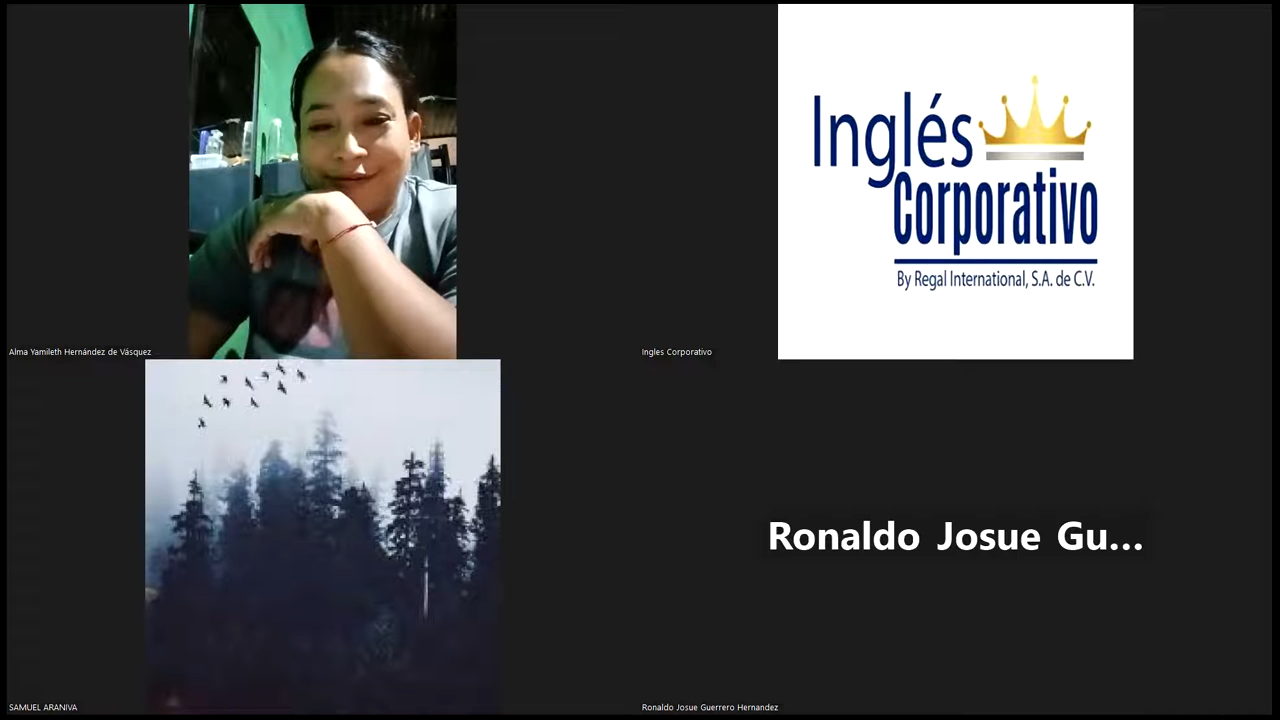 Inglés
Corporativo
By Regal International, S.A. de C.V.
Alma Yamileth Hernández de Vásquez
Ingles Corporativo
Ronaldo Josue Gu...
SAMUEL ARANIVA
Ronaldo Josue Guerrero Hernandez